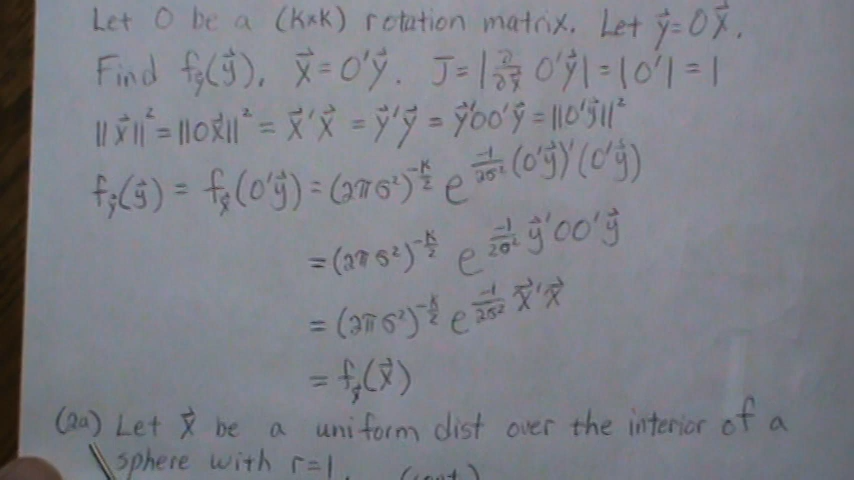 Let O be a (K×K) rotation matrix. Let y⃗ = O x⃗.
Find f_y⃗(y⃗). x⃗ = O'y⃗. J = |∂/∂y⃗ O'y⃗| = |O'| = 1
||x⃗||² = ||Ox⃗||² = x⃗'x⃗ = y⃗'y⃗ = y⃗'OO'y⃗ = ||O'y⃗||²
f_y⃗(y⃗) = f_x⃗(O'y⃗) = (2πσ²)^(-K/2) e^(-1/2σ² (O'y⃗)'(O'y⃗))
= (2πσ²)^(-K/2) e^(-1/2σ² y⃗'OO'y⃗)
= (2πσ²)^(-K/2) e^(-1/2σ² x⃗'x⃗)
= f_x⃗(x⃗)
(2a) Let x⃗ be a uniform dist over the interior of a
sphere with r=1. (cont.)